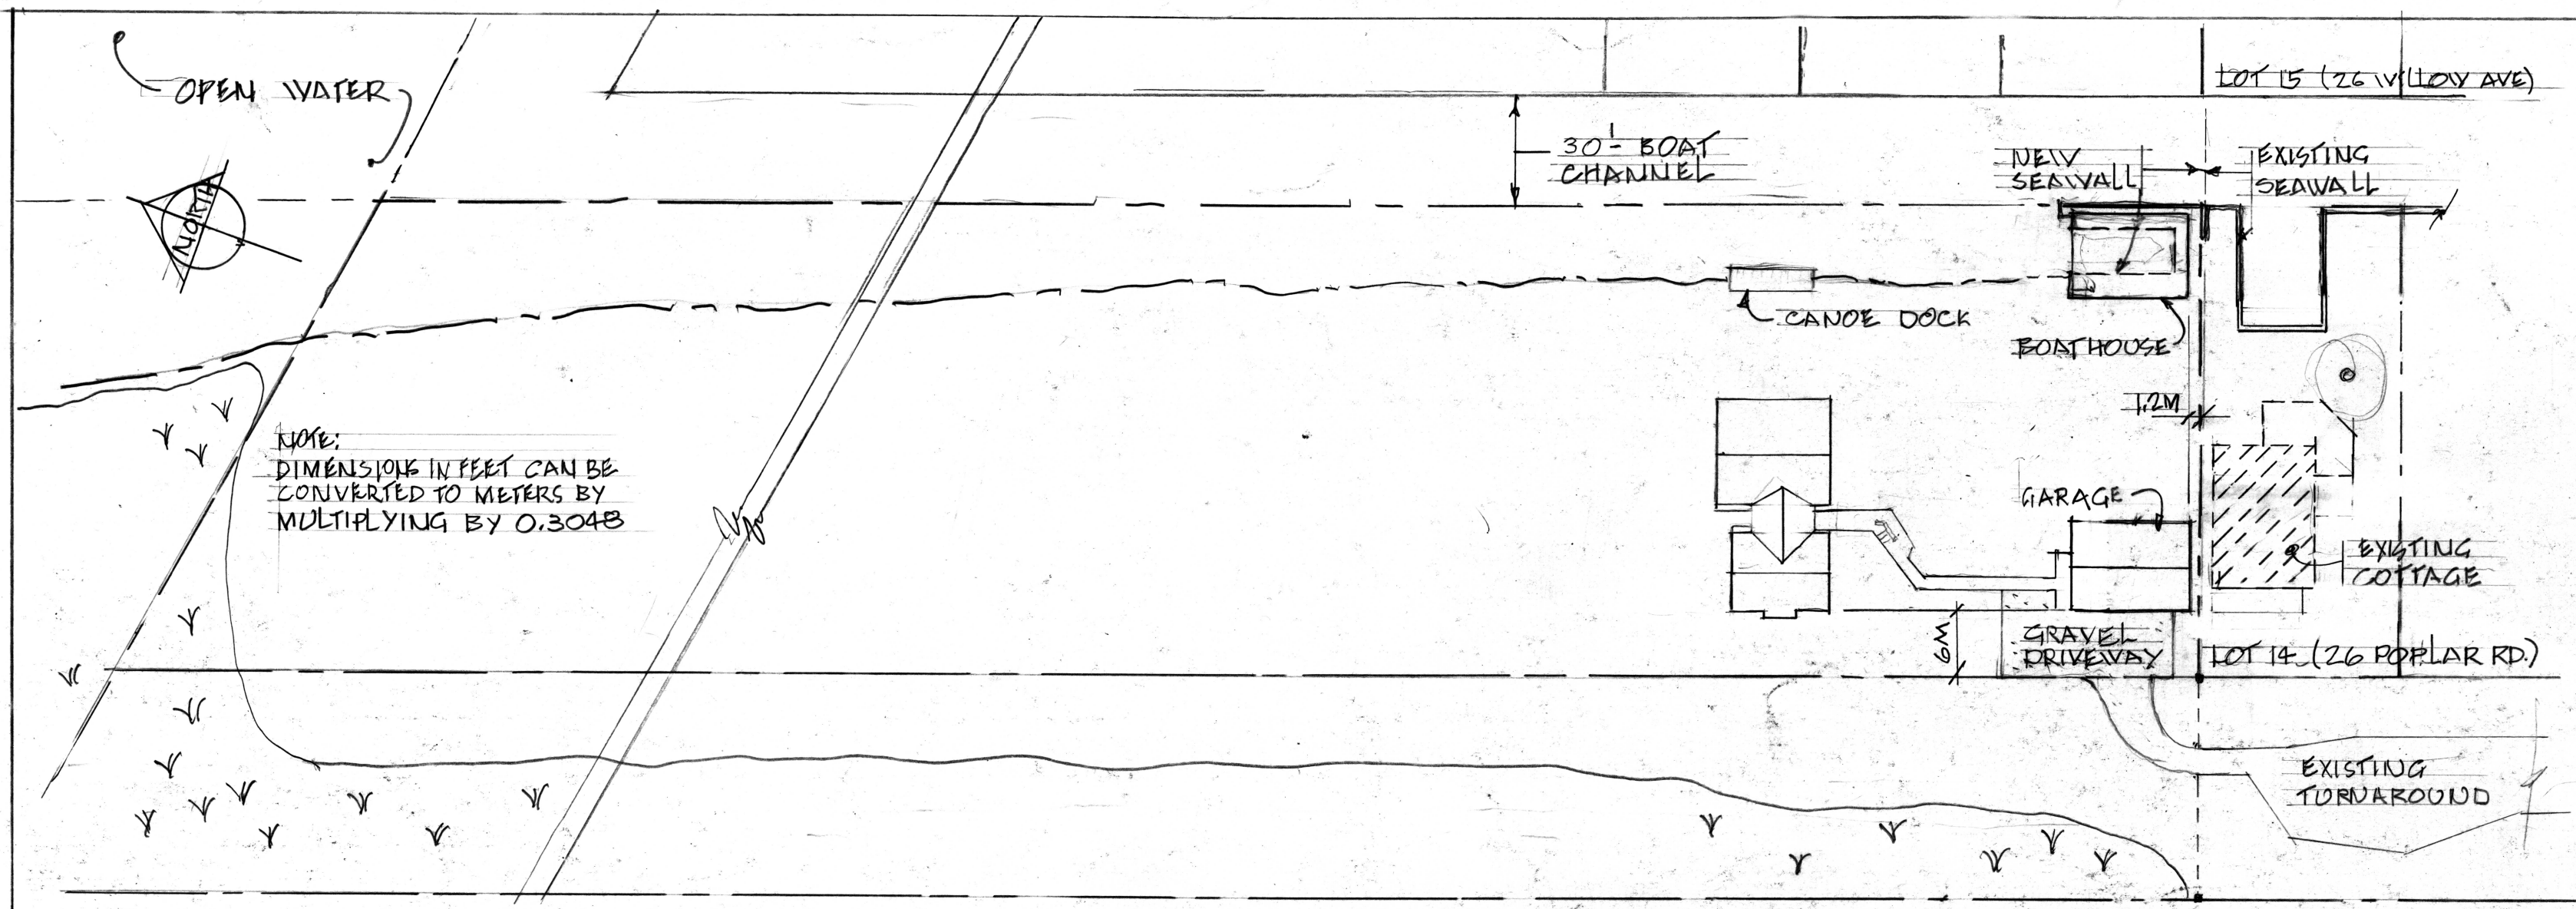 OPEN WATER
NORTH
NOTE:
DIMENSIONS IN FEET CAN BE
CONVERTED TO METERS BY
MULTIPLYING BY 0.3048
30' BOAT
CHANNEL
LOT 15 (26 WILLOW AVE)
NEW
SEAWALL
EXISTING
SEAWALL
CANOE DOCK
BOATHOUSE
1.2M
GARAGE
EXISTING
COTTAGE
6M
GRAVEL
DRIVEWAY
LOT 14 (26 POPLAR RD.)
EXISTING
TURNAROUND